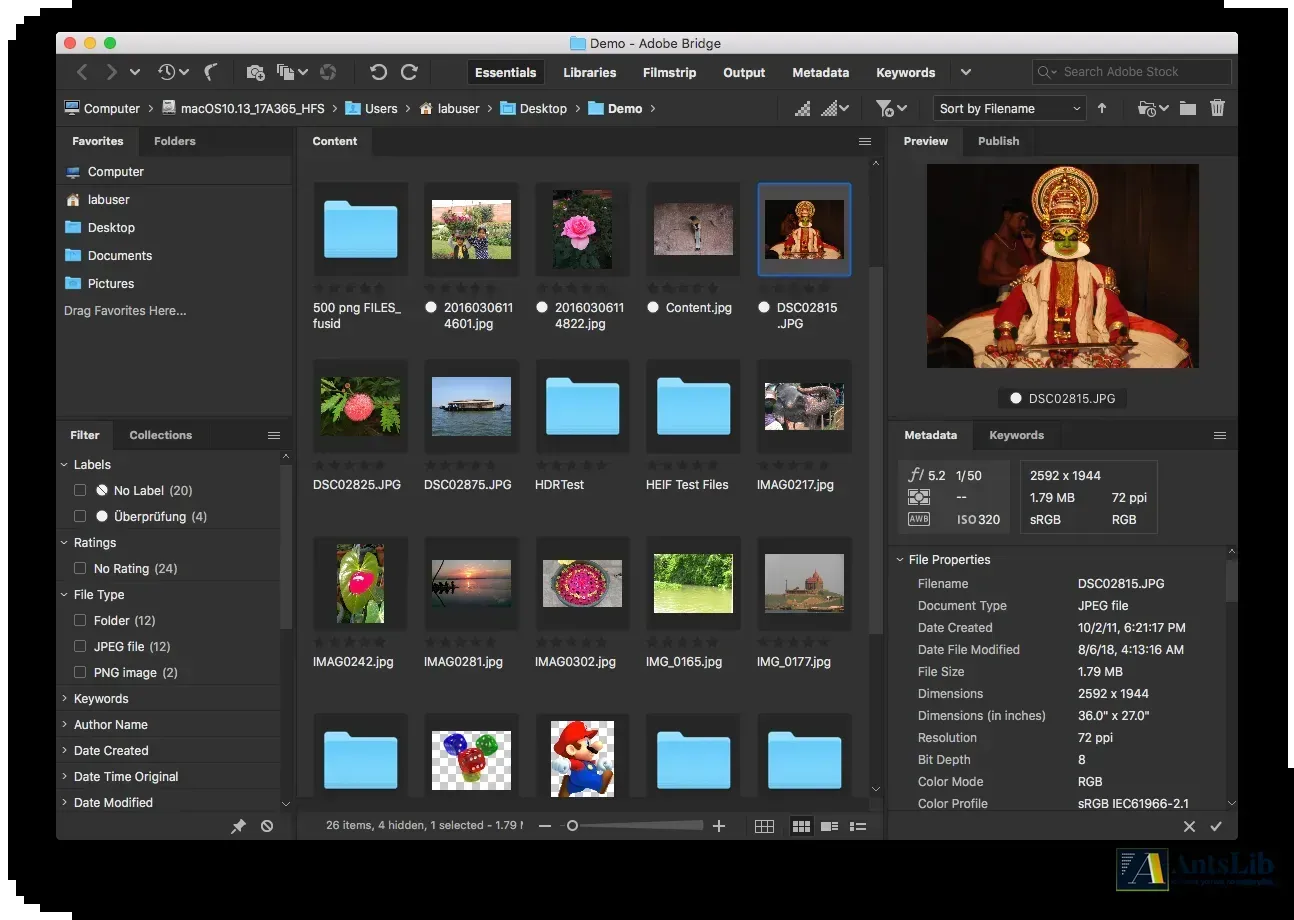 Demo - Adobe Bridge
Essentials Libraries Filmstrip Output Metadata Keywords
Search Adobe Stock
Computer macOS10.13_17A365_HFS Users labuser Desktop Demo
Sort by Filename
Favorites Folders
Computer
labuser
Desktop
Documents
Pictures
Drag Favorites Here...
Filter Collections
Labels
No Label (20)
Überprüfung (4)
Ratings
No Rating (24)
File Type
Folder (12)
JPEG file (12)
PNG image (2)
Keywords
Author Name
Date Created
Date Time Original
Date Modified
Content
500 png FILES_
fusid
2016030611
4601.jpg
2016030611
4822.jpg
Content.jpg
DSC02815
.JPG
DSC02825.JPG
DSC02875.JPG
HDRTest
HEIF Test Files
IMAG0217.jpg
IMAG0242.jpg
IMAG0281.jpg
IMAG0302.jpg
IMG_0165.jpg
IMG_0177.jpg
26 items, 4 hidden, 1 selected - 1.79
Preview Publish
DSC02815.JPG
Metadata Keywords
f/ 5.2 1/50
--
AWB ISO320
2592 x 1944
1.79 MB 72 ppi
sRGB RGB
File Properties
Filename DSC02815.JPG
Document Type JPEG file
Date Created 10/2/11, 6:21:17 PM
Date File Modified 8/6/18, 4:13:16 AM
File Size 1.79 MB
Dimensions 2592 x 1944
Dimensions (in inches) 36.0" x 27.0"
Resolution 72 ppi
Bit Depth 8
Color Mode RGB
Color Profile sRGB IEC61966-2.1
AntsLib